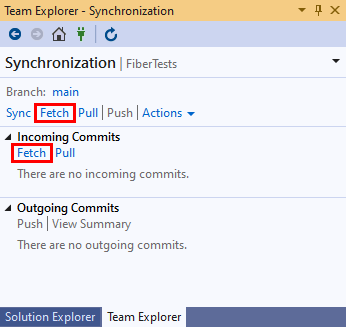 Team Explorer - Synchronization
Synchronization | FiberTests
Branch: main
Sync | Fetch | Pull | Push | Actions
Incoming Commits
Fetch | Pull
There are no incoming commits.
Outgoing Commits
Push | View Summary
There are no outgoing commits.
Solution Explorer Team Explorer